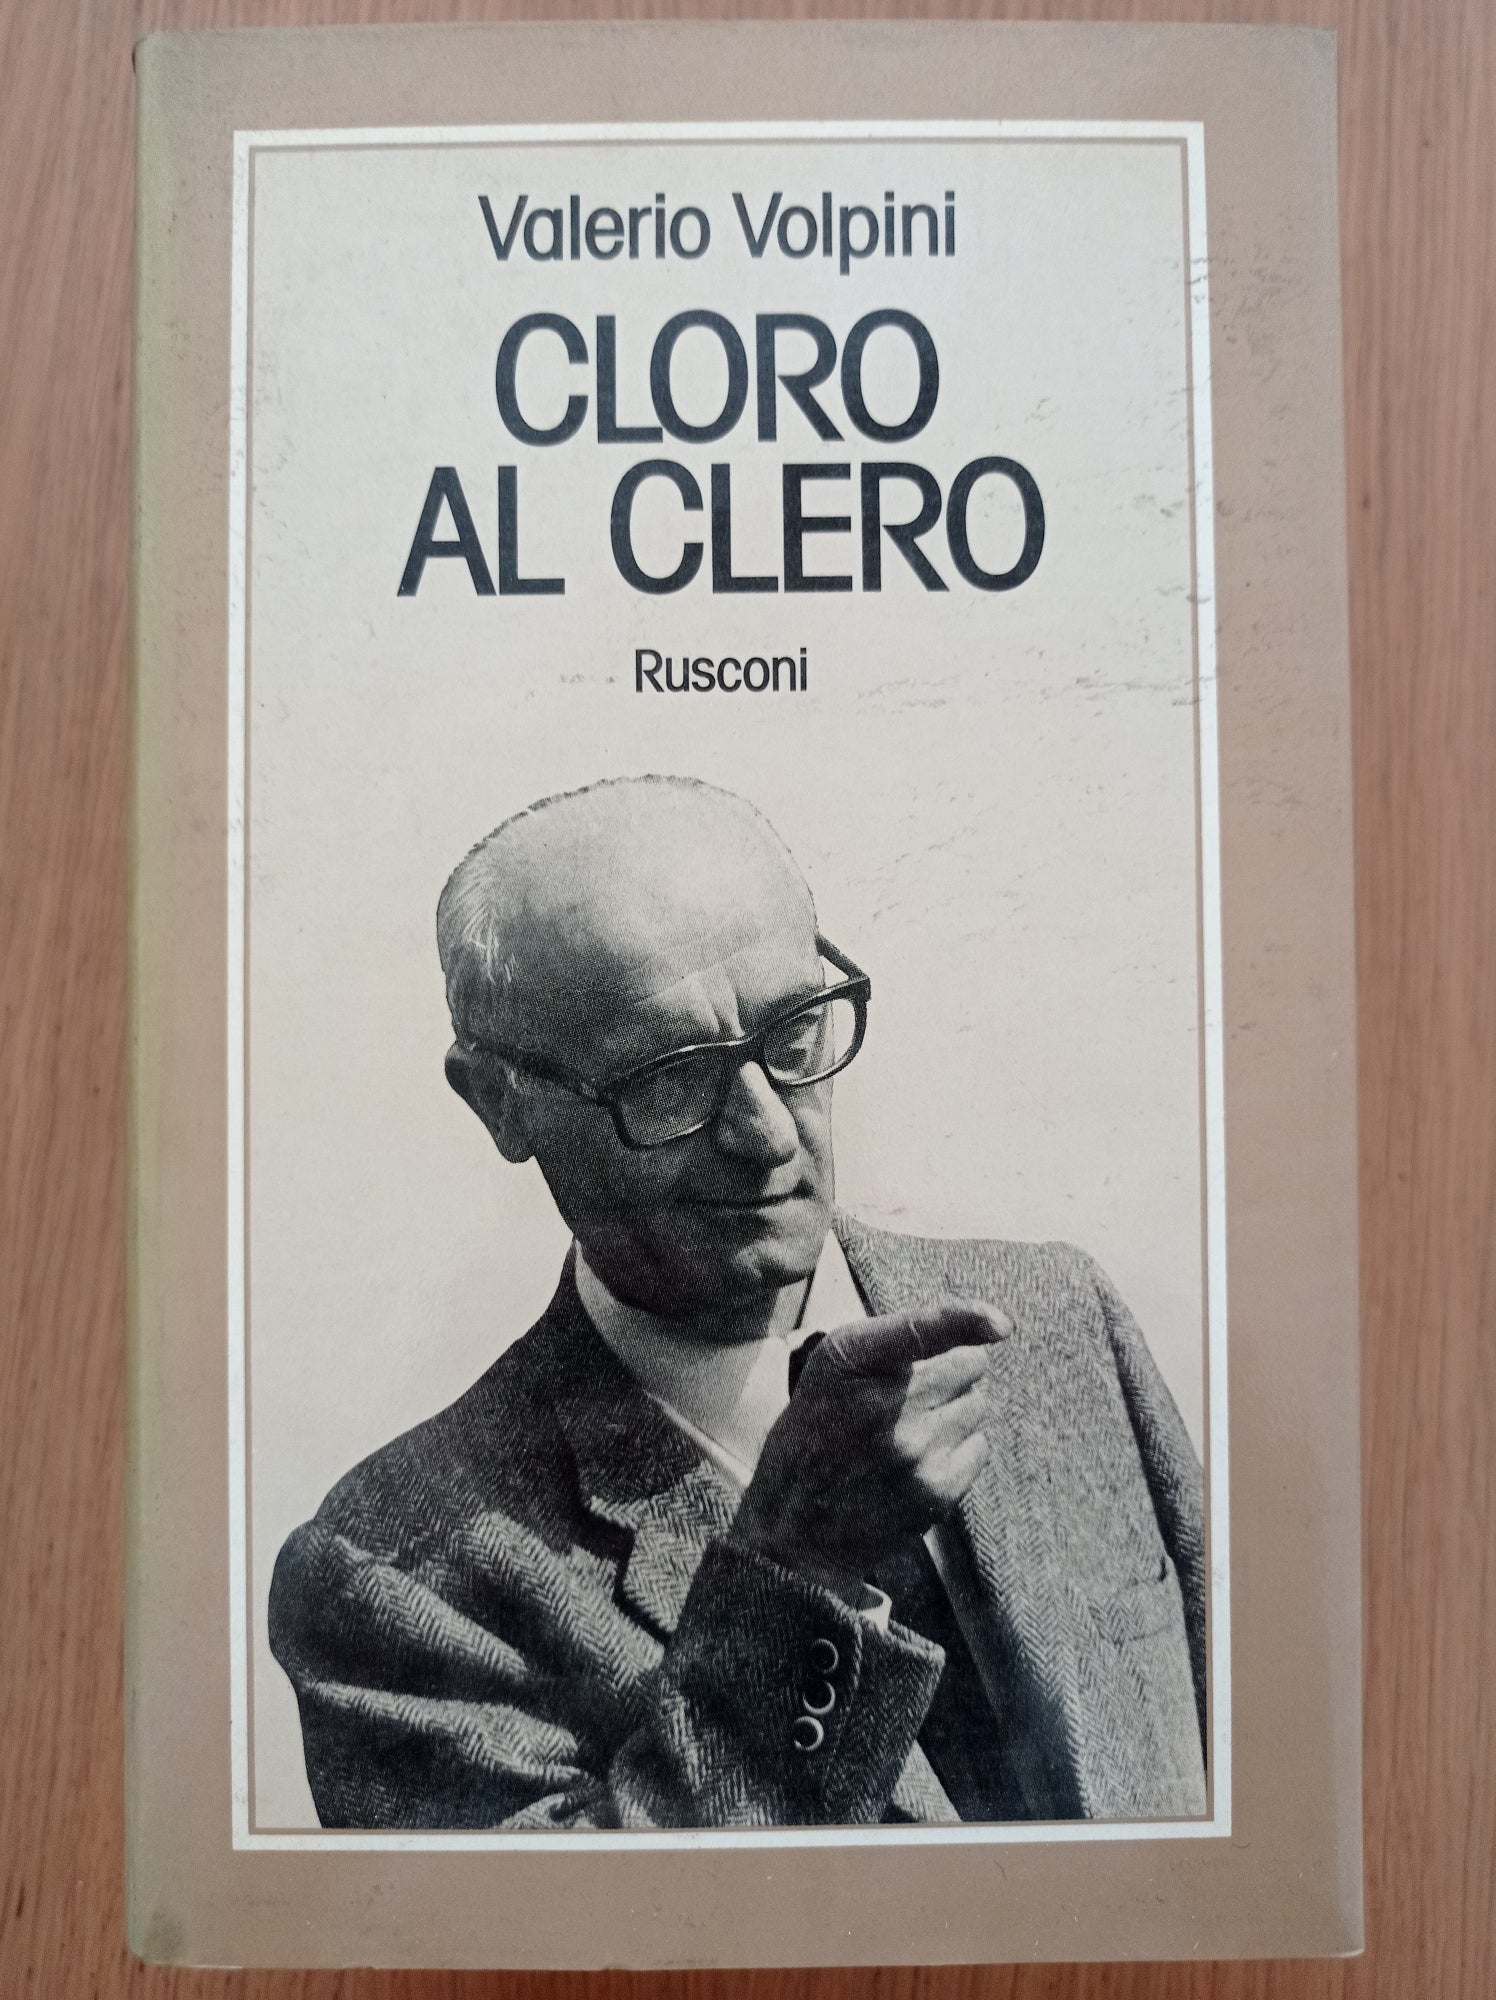 Valerio Volpini
CLORO
AL CLERO
Rusconi